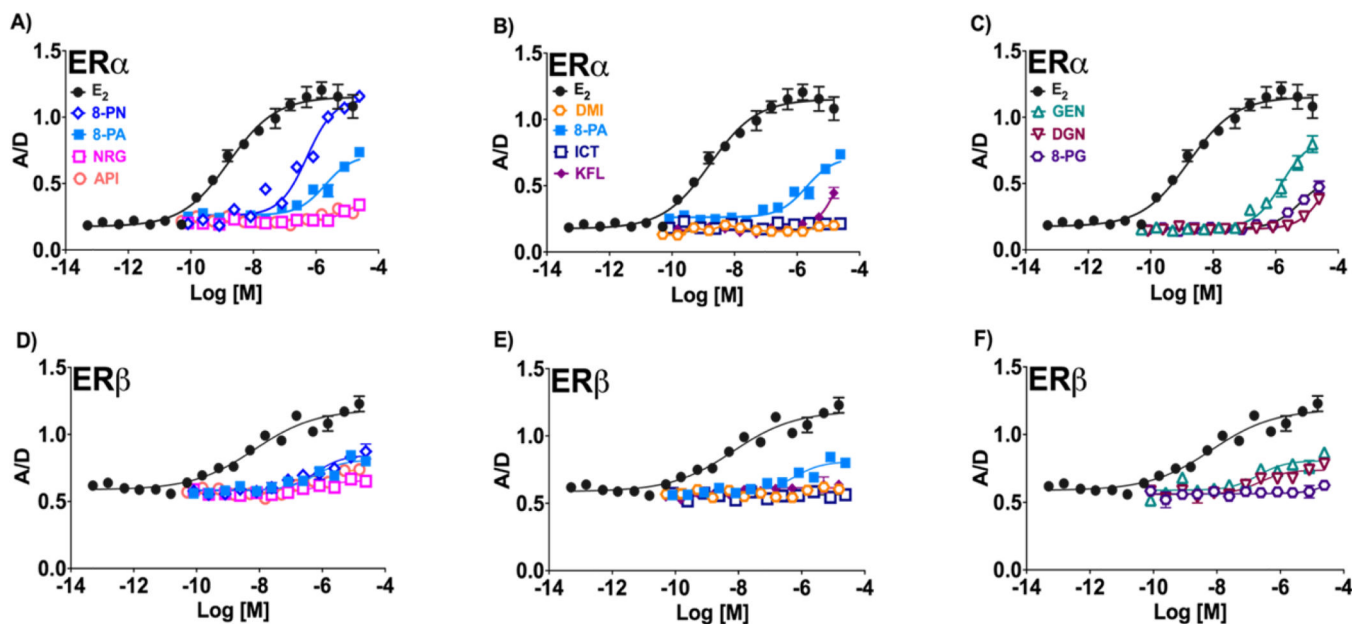 A)
ERα
E2
8-PN
8-PA
NRG
API
A/D
1.5
1.0
0.5
0.0
-14 -12 -10 -8 -6 -4
Log [M]
B)
ERα
E2
DMI
8-PA
ICT
KFL
A/D
1.5
1.0
0.5
0.0
-14 -12 -10 -8 -6 -4
Log [M]
C)
ERα
E2
GEN
DGN
8-PG
A/D
1.5
1.0
0.5
0.0
-14 -12 -10 -8 -6 -4
Log [M]
D)
ERβ
A/D
1.5
1.0
0.5
0.0
-14 -12 -10 -8 -6 -4
Log [M]
E)
ERβ
A/D
1.5
1.0
0.5
0.0
-14 -12 -10 -8 -6 -4
Log [M]
F)
ERβ
A/D
1.5
1.0
0.5
0.0
-14 -12 -10 -8 -6 -4
Log [M]